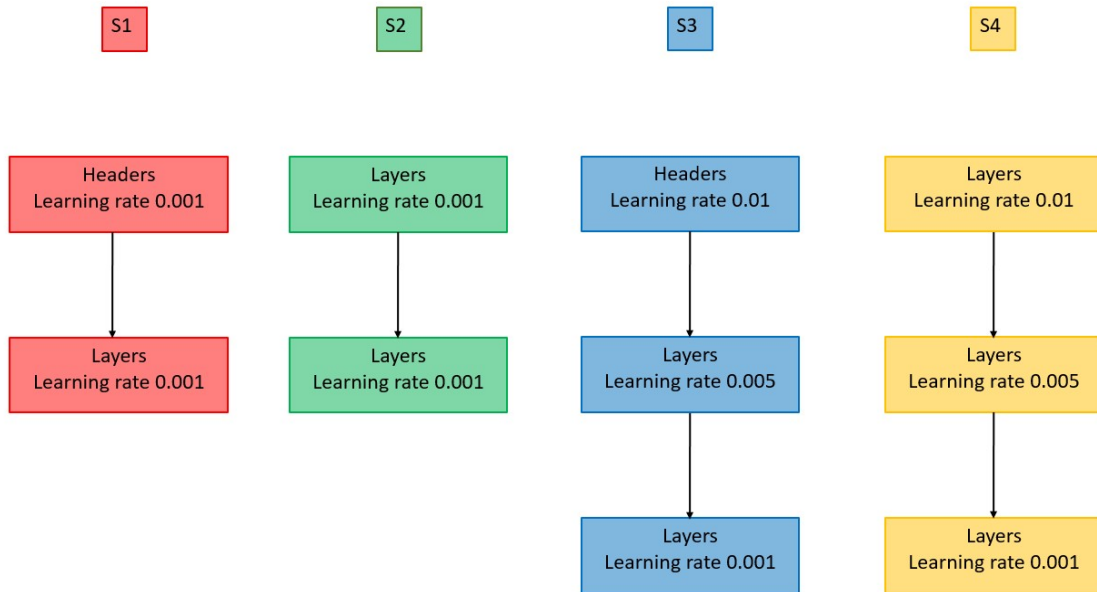 S1
S2
S3
S4
Headers
Learning rate 0.001
Layers
Learning rate 0.001
Headers
Learning rate 0.01
Layers
Learning rate 0.01
Layers
Learning rate 0.001
Layers
Learning rate 0.001
Layers
Learning rate 0.005
Layers
Learning rate 0.005
Layers
Learning rate 0.001
Layers
Learning rate 0.001